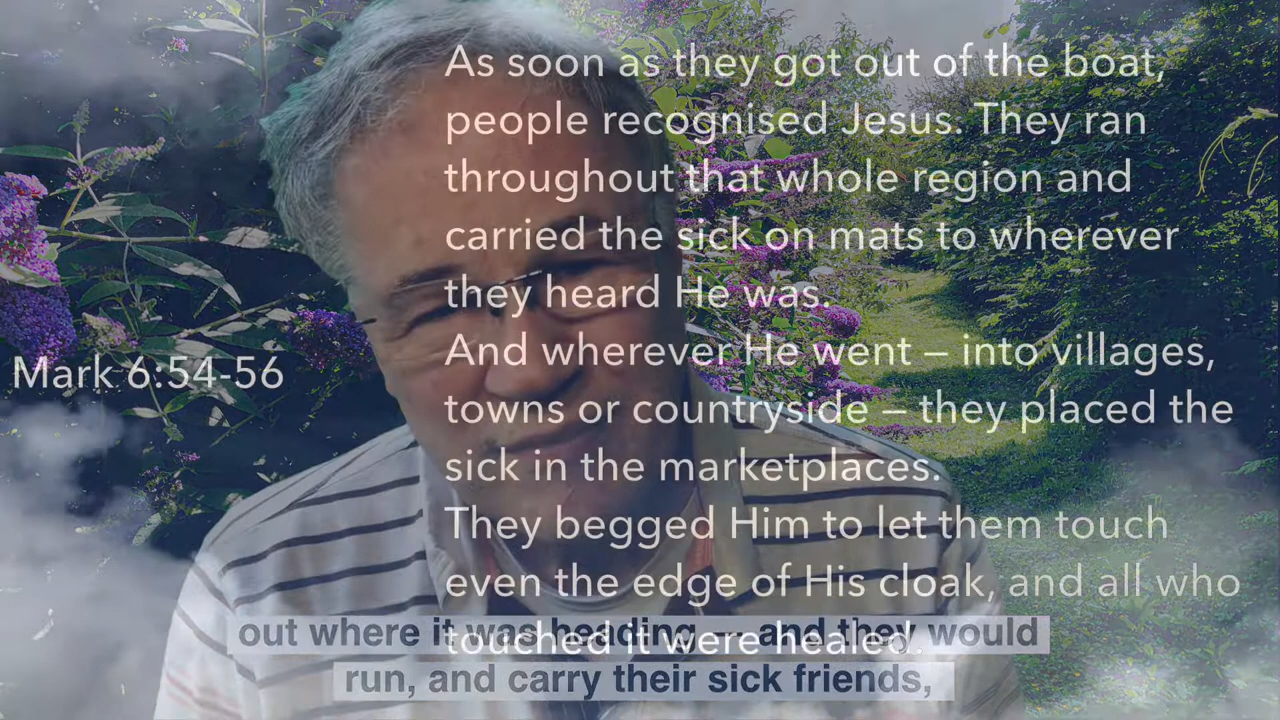 As soon as they got out of the boat,
people recognised Jesus. They ran
throughout that whole region and
carried the sick on mats to wherever
they heard He was.
And wherever He went – into villages,
towns or countryside – they placed the
sick in the marketplaces.
They begged Him to let them touch
even the edge of His cloak, and all who
touched it were healed.
Mark 6:54-56
out where it was heading — and they would
run, and carry their sick friends,